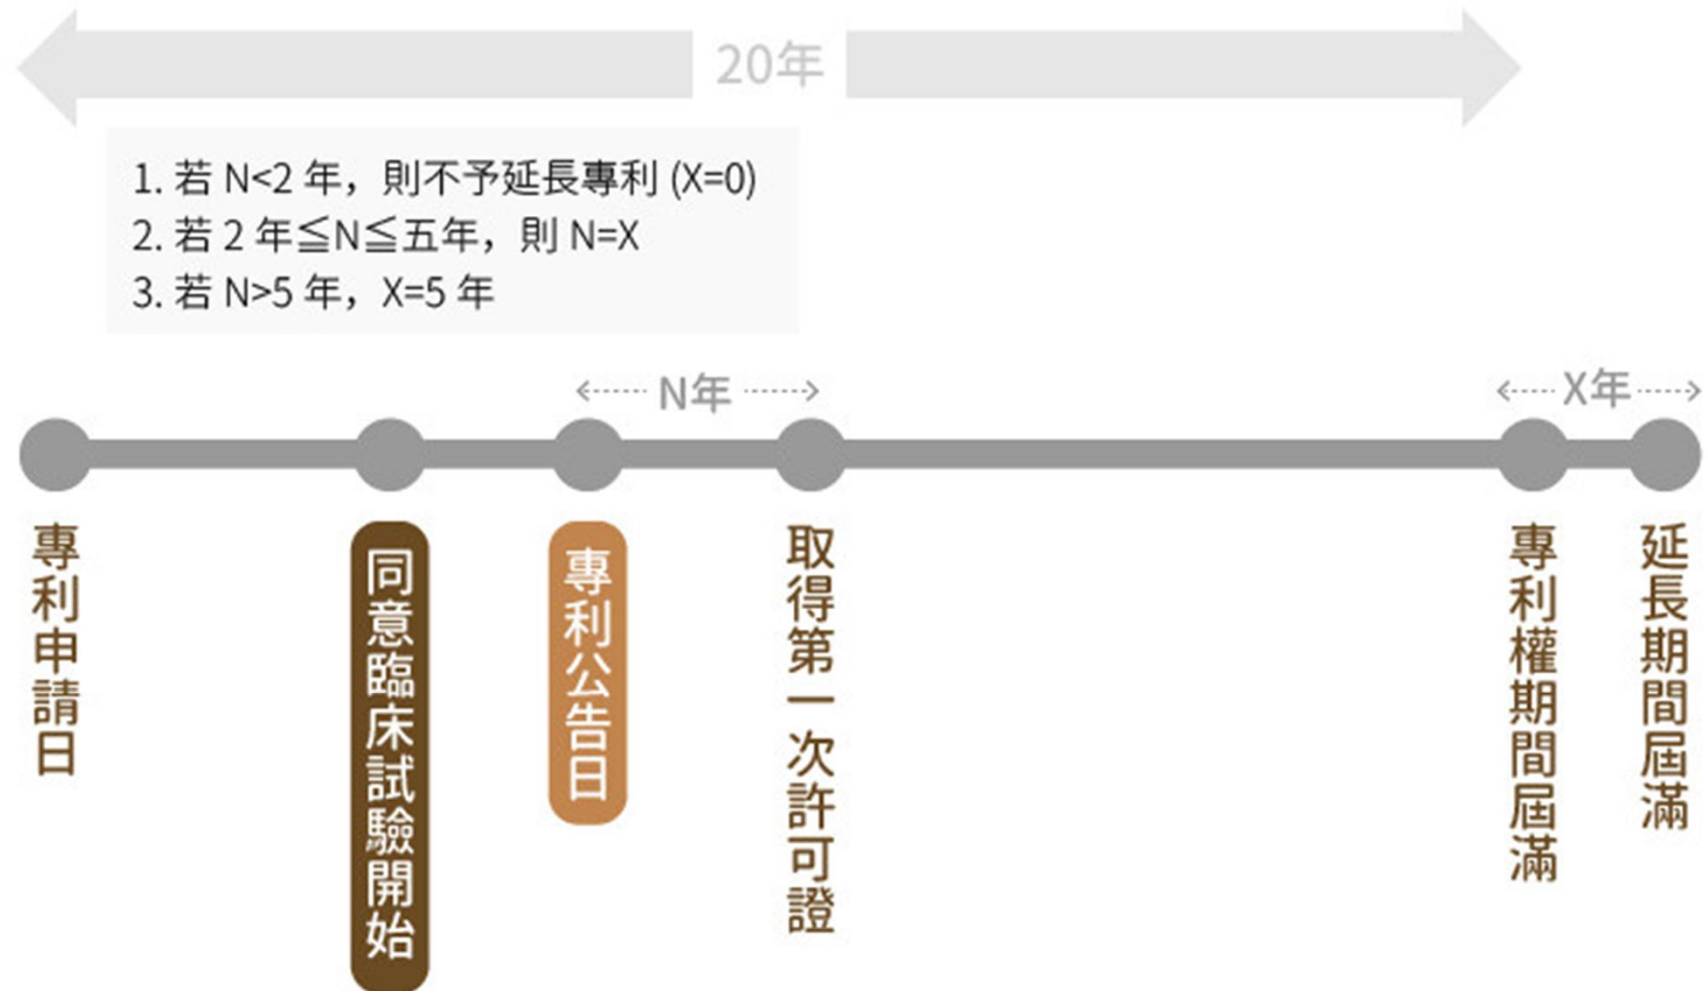 20年
1. 若 N<2 年，則不予延長專利 (X=0)
2. 若 2 年≦N≦五年，則 N=X
3. 若 N>5 年，X=5 年
N年
X年
專利申請日
同意臨床試驗開始
專利公告日
取得第一次許可證
專利權期間屆滿
延長期間屆滿